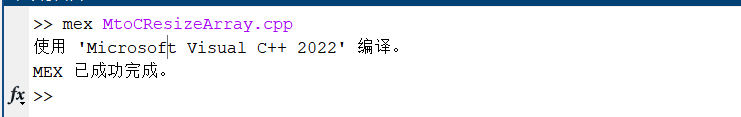 >> mex MtoCResizeArray.cpp
使用 'Microsoft Visual C++ 2022' 编译。
MEX 已成功完成。
fx >>